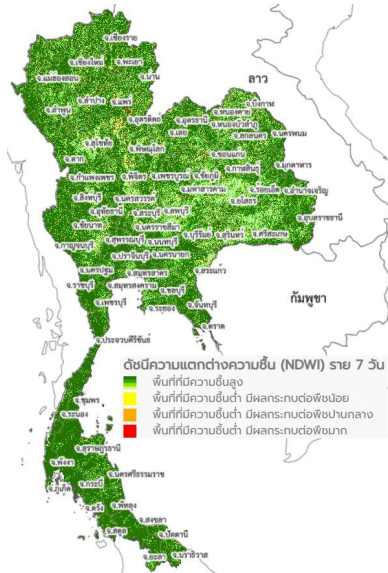 จ.เชียงราย
จ.เชียงใหม่
จ.พะเยา
จ.แม่ฮ่องสอน
จ.น่าน
ลาว
จ.ลำปาง
จ.แพร่
จ.บึงกาฬ
จ.ลำพูน
จ.หนองคาย
จ.อุตรดิตถ์
จ.อุดรธานี
จ.หนองบัวลำภู
จ.เลย
จ.นครพนม
จ.สกลนคร
จ.สุโขทัย
จ.พิษณุโลก
จ.ขอนแก่น
จ.ตาก
จ.มุกดาหาร
จ.กาฬสินธุ์
จ.กำแพงเพชร
จ.พิจิตร
จ.เพชรบูรณ์
จ.ชัยภูมิ
จ.มหาสารคาม
จ.ร้อยเอ็ด
จ.อำนาจเจริญ
จ.สิงห์บุรี
จ.นครสวรรค์
จ.ยโสธร
จ.อุทัยธานี
จ.สระบุรี
จ.ลพบุรี
จ.อุบลราชธานี
จ.ชัยนาท
จ.นครราชสีมา
จ.บุรีรัมย์
จ.สุรินทร์
จ.ศรีสะเกษ
จ.กาญจนบุรี
จ.สุพรรณบุรี
จ.นนทบุรี
จ.ปราจีนบุรี
จ.นครนายก
จ.นครปฐม
จ.สมุทรสาคร
จ.สระแก้ว
จ.ราชบุรี
จ.สมุทรสงคราม
จ.ชลบุรี
จ.เพชรบุรี
จ.ระยอง
จ.จันทบุรี
กัมพูชา
จ.ตราด
จ.ประจวบคีรีขันธ์
ดัชนีความแตกต่างความชื้น (NDWI) ราย 7 วัน
พื้นที่ที่มีความชื้นสูง
พื้นที่ที่มีความชื้นต่ำ มีผลกระทบต่อพืชน้อย
พื้นที่ที่มีความชื้นต่ำ มีผลกระทบต่อพืชปานกลาง
พื้นที่ที่มีความชื้นต่ำ มีผลกระทบต่อพืชมาก
จ.ชุมพร
จ.ระนอง
จ.สุราษฎร์ธานี
จ.พังงา
จ.นครศรีธรรมราช
จ.ภูเก็ต
จ.กระบี่
จ.ตรัง
จ.พัทลุง
จ.สงขลา
จ.สตูล
จ.ปัตตานี
จ.ยะลา
จ.นราธิวาส